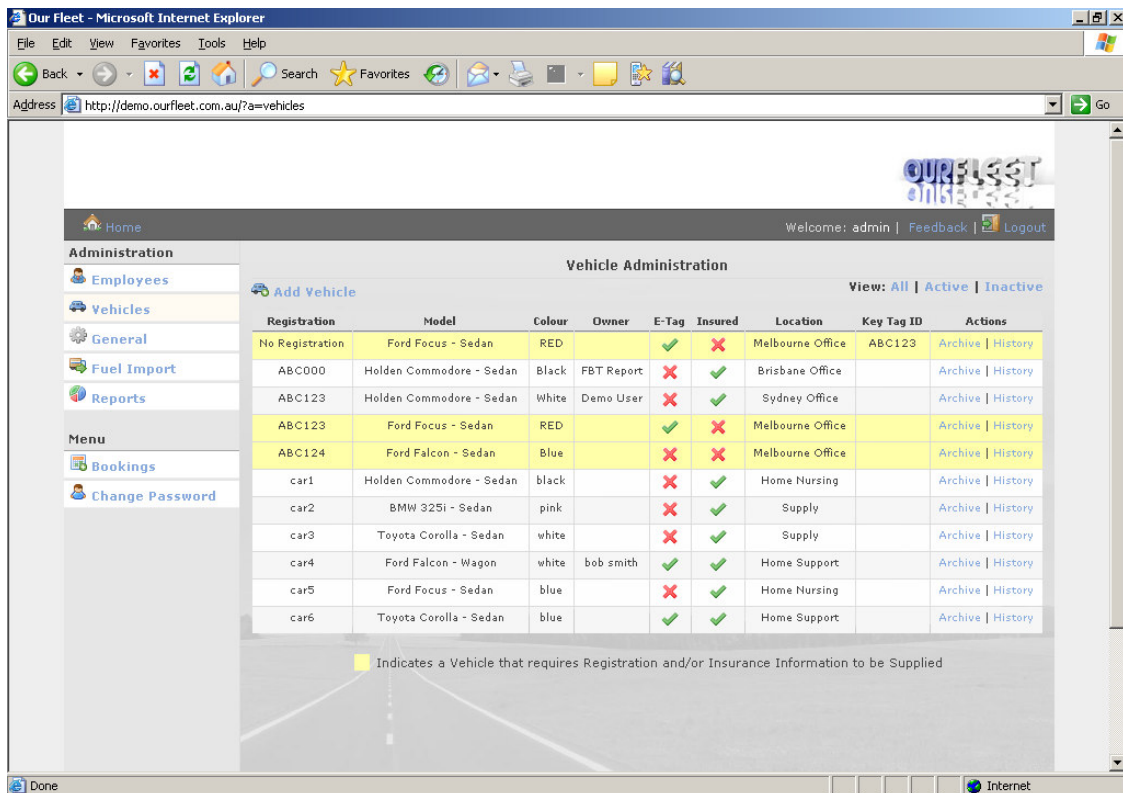 Our Fleet - Microsoft Internet Explorer
File Edit View Favorites Tools Help
Back Search Favorites
Address http://demo.ourfleet.com.au/?a=vehicles Go
OURFLEET
Home Welcome: admin | Feedback | Logout
Administration
Employees
Vehicles
General
Fuel Import
Reports
Menu
Bookings
Change Password
Vehicle Administration
Add Vehicle View: All | Active | Inactive
Registration Model Colour Owner E-Tag Insured Location Key Tag ID Actions
No Registration Ford Focus - Sedan RED Melbourne Office ABC123 Archive | History
ABC000 Holden Commodore - Sedan Black FBT Report Brisbane Office Archive | History
ABC123 Holden Commodore - Sedan White Demo User Sydney Office Archive | History
ABC123 Ford Focus - Sedan RED Melbourne Office Archive | History
ABC124 Ford Falcon - Sedan Blue Melbourne Office Archive | History
car1 Holden Commodore - Sedan black Home Nursing Archive | History
car2 BMW 325i - Sedan pink Supply Archive | History
car3 Toyota Corolla - Sedan white Supply Archive | History
car4 Ford Falcon - Wagon white bob smith Home Support Archive | History
car5 Ford Focus - Sedan blue Home Nursing Archive | History
car6 Toyota Corolla - Sedan blue Home Support Archive | History
Indicates a Vehicle that requires Registration and/or Insurance Information to be Supplied
Done Internet